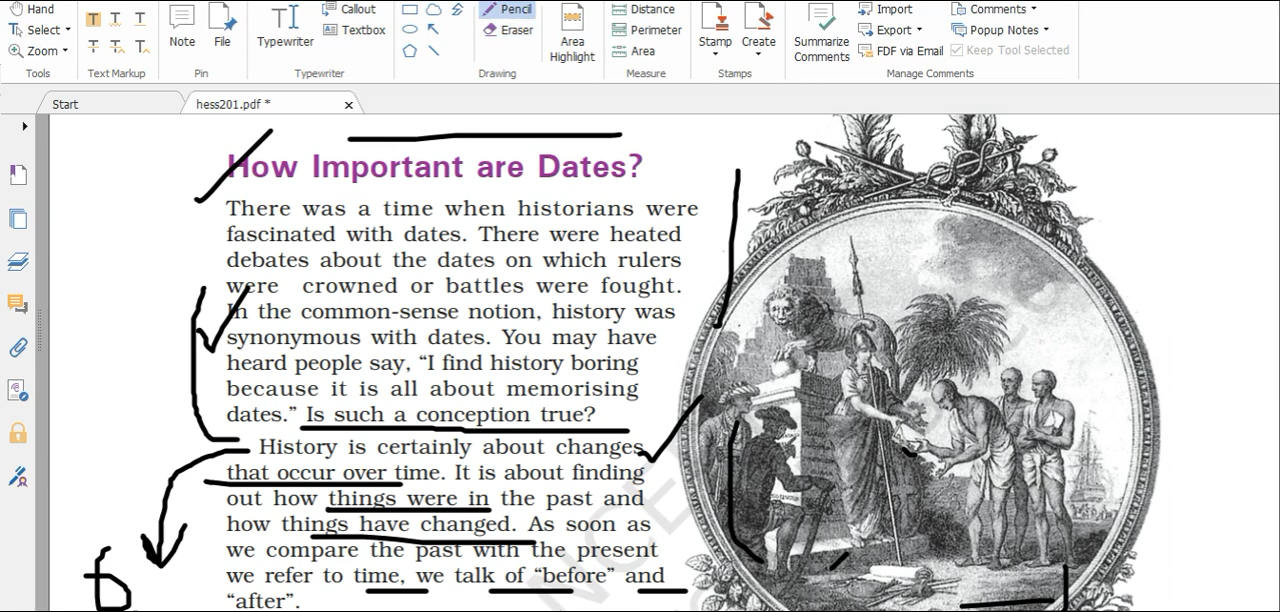 Hand
Select
Zoom
Tools
Text Markup
Note
File
Pin
Typewriter
Callout
Textbox
Typewriter
Pencil
Eraser
Drawing
Area
Highlight
Distance
Perimeter
Area
Measure
Stamp
Create
Stamps
Summarize
Comments
Import
Export
FDF via Email
Comments
Popup Notes
Keep Tool Selected
Manage Comments
Start
hess201.pdf *
How Important are Dates?
There was a time when historians were
fascinated with dates. There were heated
debates about the dates on which rulers
were crowned or battles were fought.
In the common-sense notion, history was
synonymous with dates. You may have
heard people say, “I find history boring
because it is all about memorising
dates.” Is such a conception true?
History is certainly about changes
that occur over time. It is about finding
out how things were in the past and
how things have changed. As soon as
we compare the past with the present
we refer to time, we talk of “before” and
“after”.